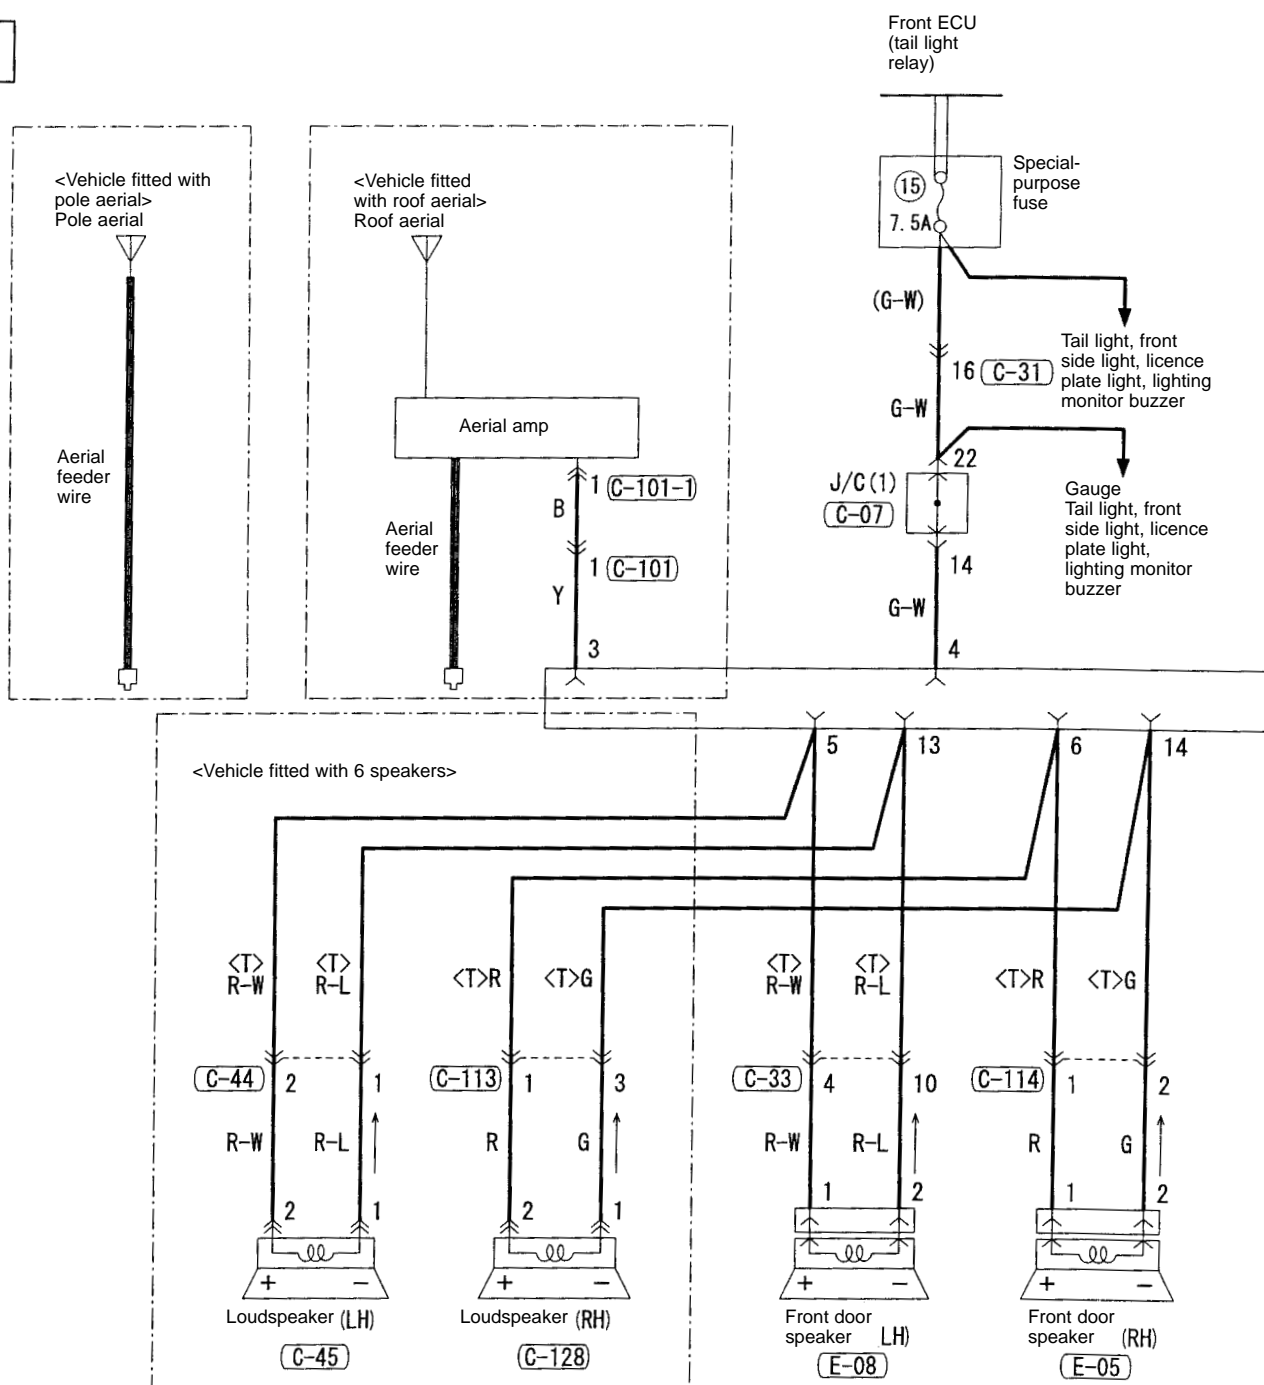 Front ECU
(tail light
relay)
Special-
purpose
fuse
15
7.5A
<Vehicle fitted with
pole aerial>
Pole aerial
<Vehicle fitted
with roof aerial>
Roof aerial
(G-W)
16 C-31
Tail light, front
side light, licence
plate light, lighting
monitor buzzer
G-W
Aerial amp
Aerial
feeder
wire
22
J/C(1)
C-07
1 C-101-1
B
Gauge
Tail light, front
side light, licence
plate light,
lighting monitor
buzzer
Aerial
feeder
wire
1 C-101
14
Y
G-W
3
4
5 13 6 14
<Vehicle fitted with 6 speakers>
<T> <T> <T> <T>
R-W R-L <T>R <T>G R-W R-L <T>R <T>G
C-44 2 1 C-113 1 3 C-33 4 10 C-114 1 2
R-W R-L R G R-W R-L R G
2 1 2 1 1 2 1 2
+ − + − + − + −
Loudspeaker (LH) Loudspeaker (RH) Front door Front door
speaker LH) speaker (RH)
C-45 C-128 E-08 E-05